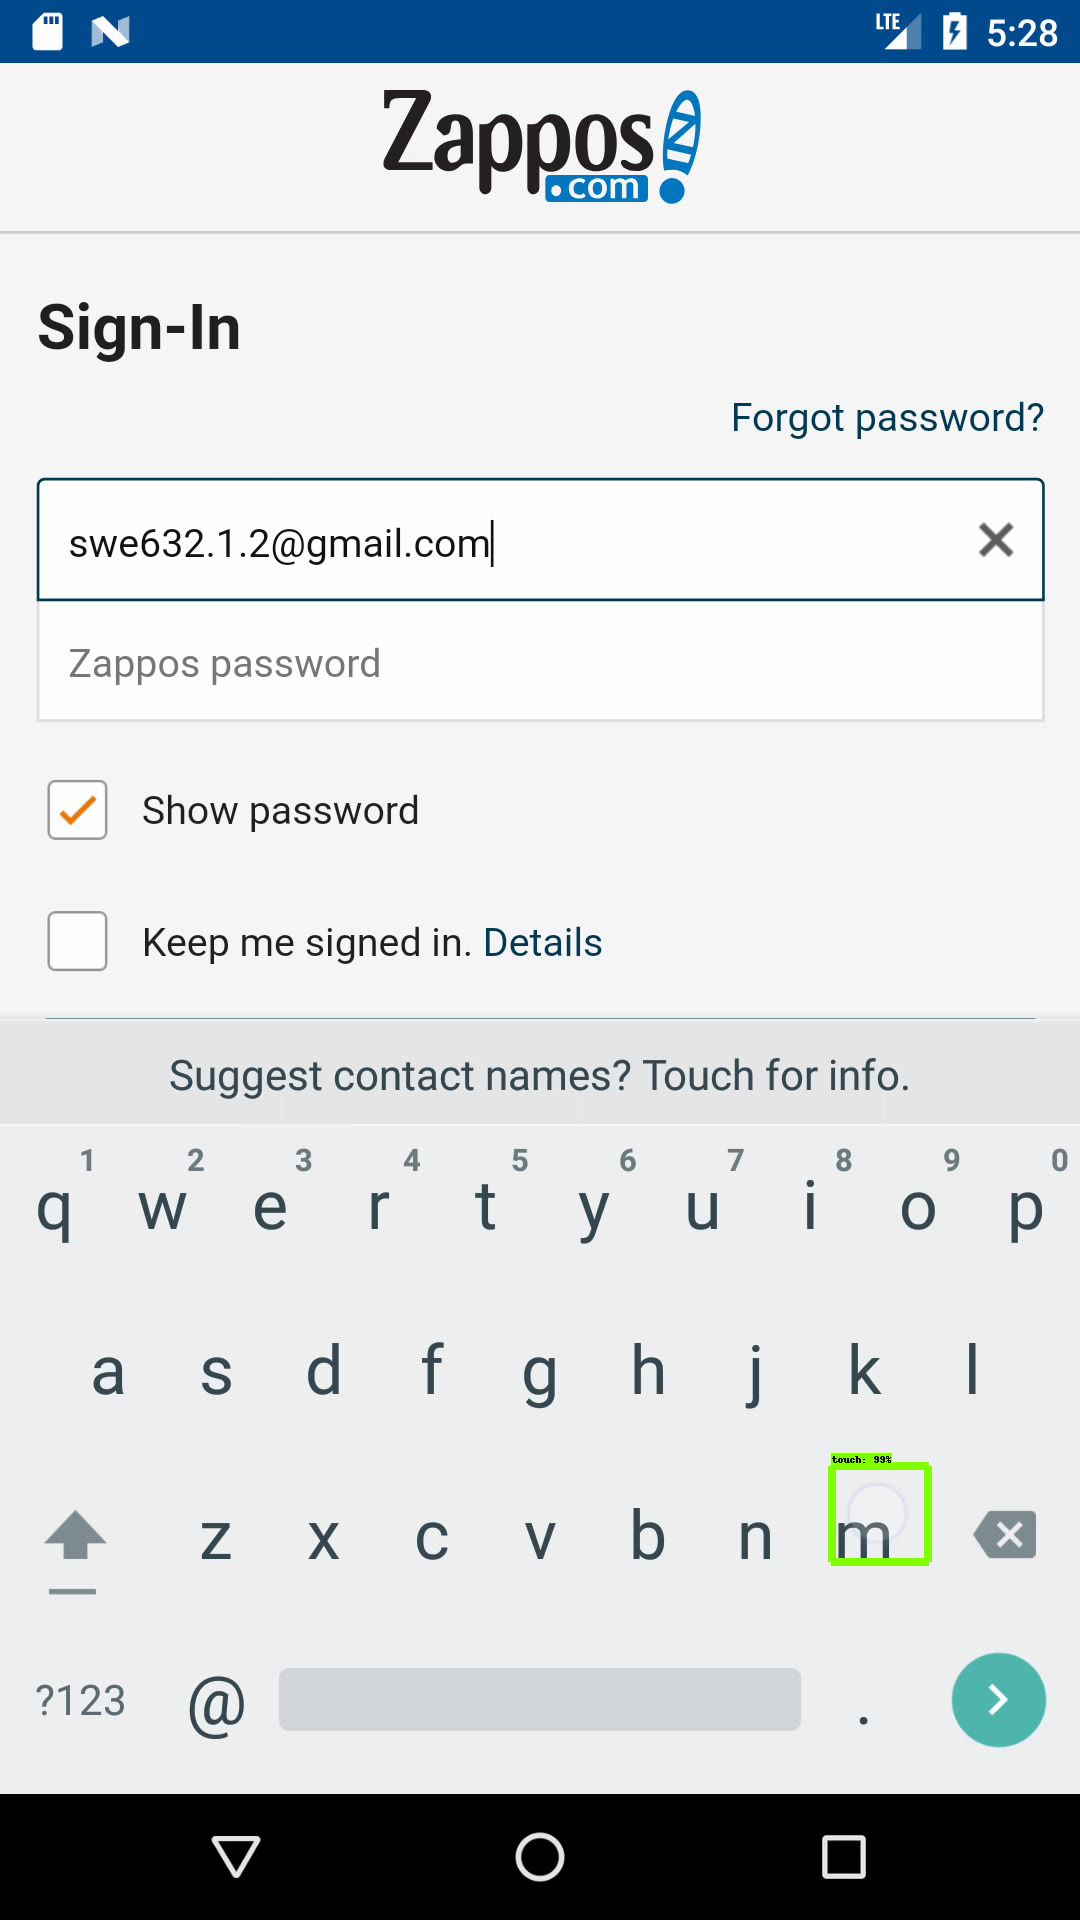 LTE 5:28
Zappos
.com
Sign-In
Forgot password?
swe632.1.2@gmail.com
Zappos password
Show password
Keep me signed in. Details
Suggest contact names? Touch for info.
1 2 3 4 5 6 7 8 9 0
q w e r t y u i o p
a s d f g h j k l
touch: 99%
z x c v b n m
?123 @ .